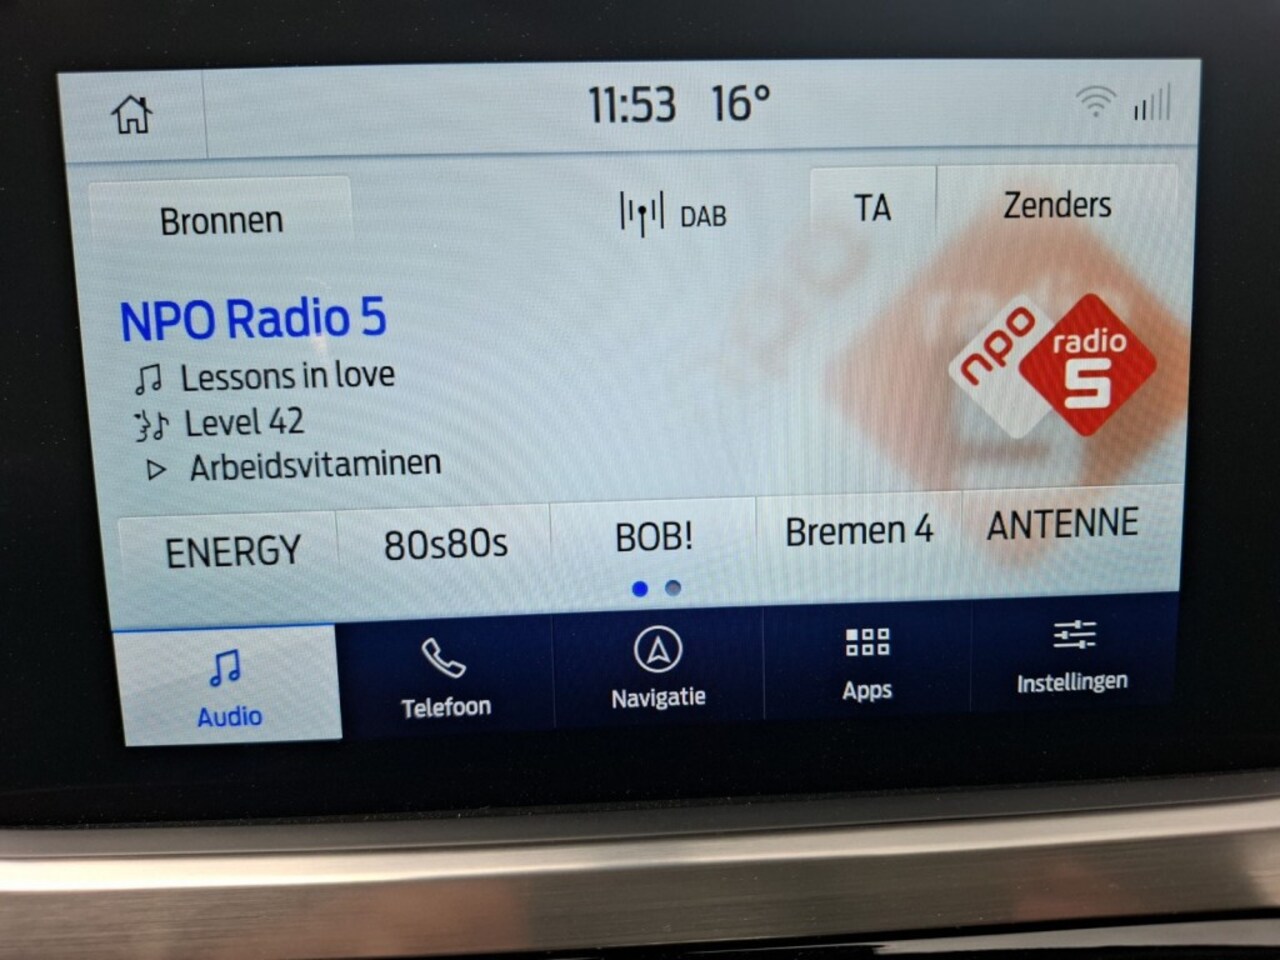 11:53 16°
Bronnen
DAB
TA
Zenders
NPO Radio 5
Lessons in love
Level 42
Arbeidsvitaminen
npo
radio
5
ENERGY
80s80s
BOB!
Bremen 4
ANTENNE
Audio
Telefoon
Navigatie
Apps
Instellingen